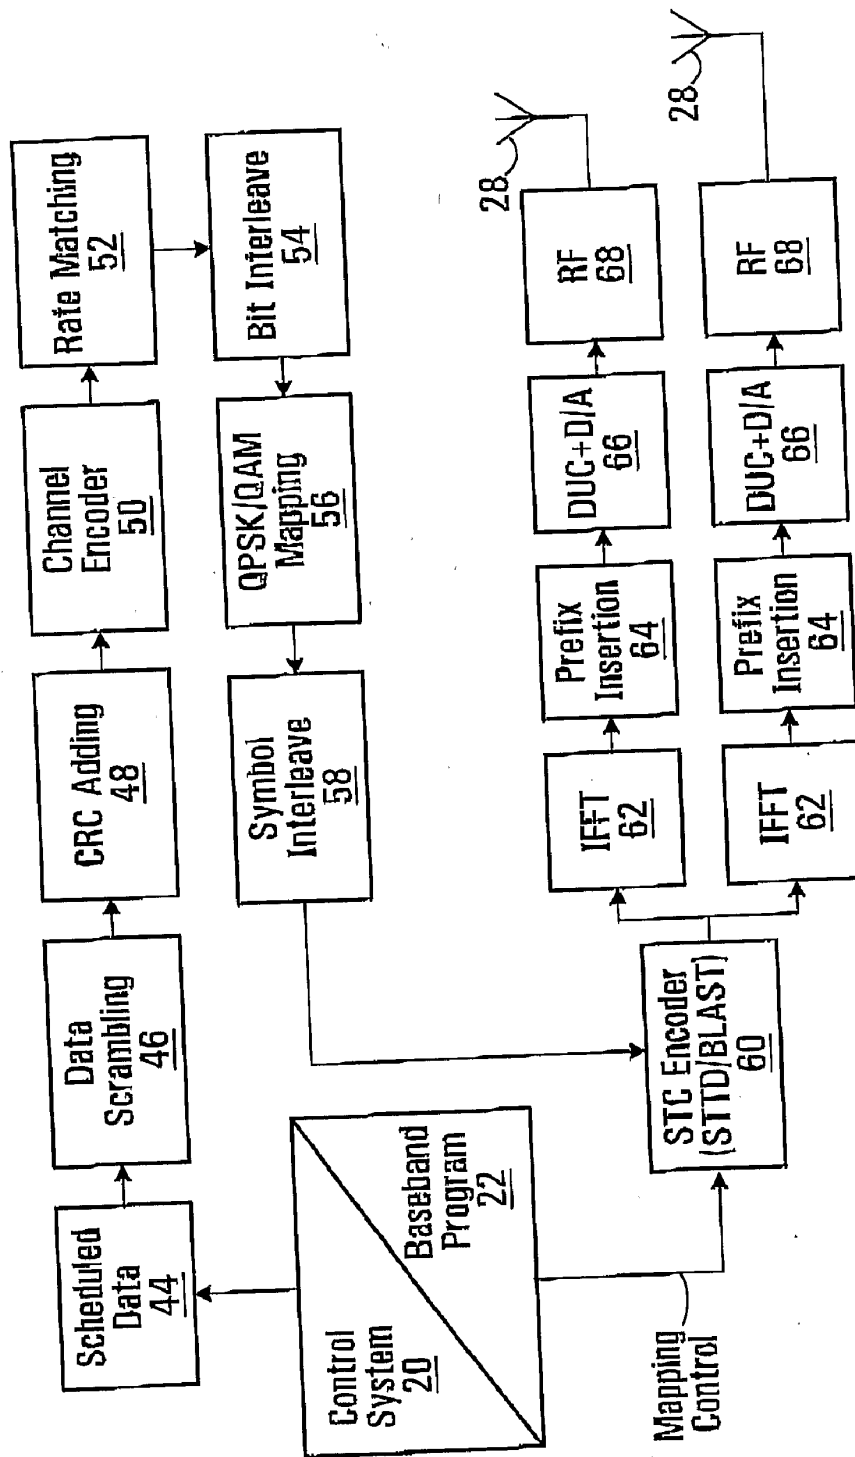 Scheduled
Data
44
Data
Scrambling
46
CRC Adding
48
Channel
Encoder
50
Rate Matching
52
Bit Interleave
54
QPSK/QAM
Mapping
56
Symbol
Interleave
58
Control
System
20
Baseband
Program
22
Mapping
Control
STC Encoder
(STTD/BLAST)
60
IFFT
62
Prefix
Insertion
64
DUC+D/A
66
RF
68
28
IFFT
62
Prefix
Insertion
64
DUC+D/A
66
RF
68
28